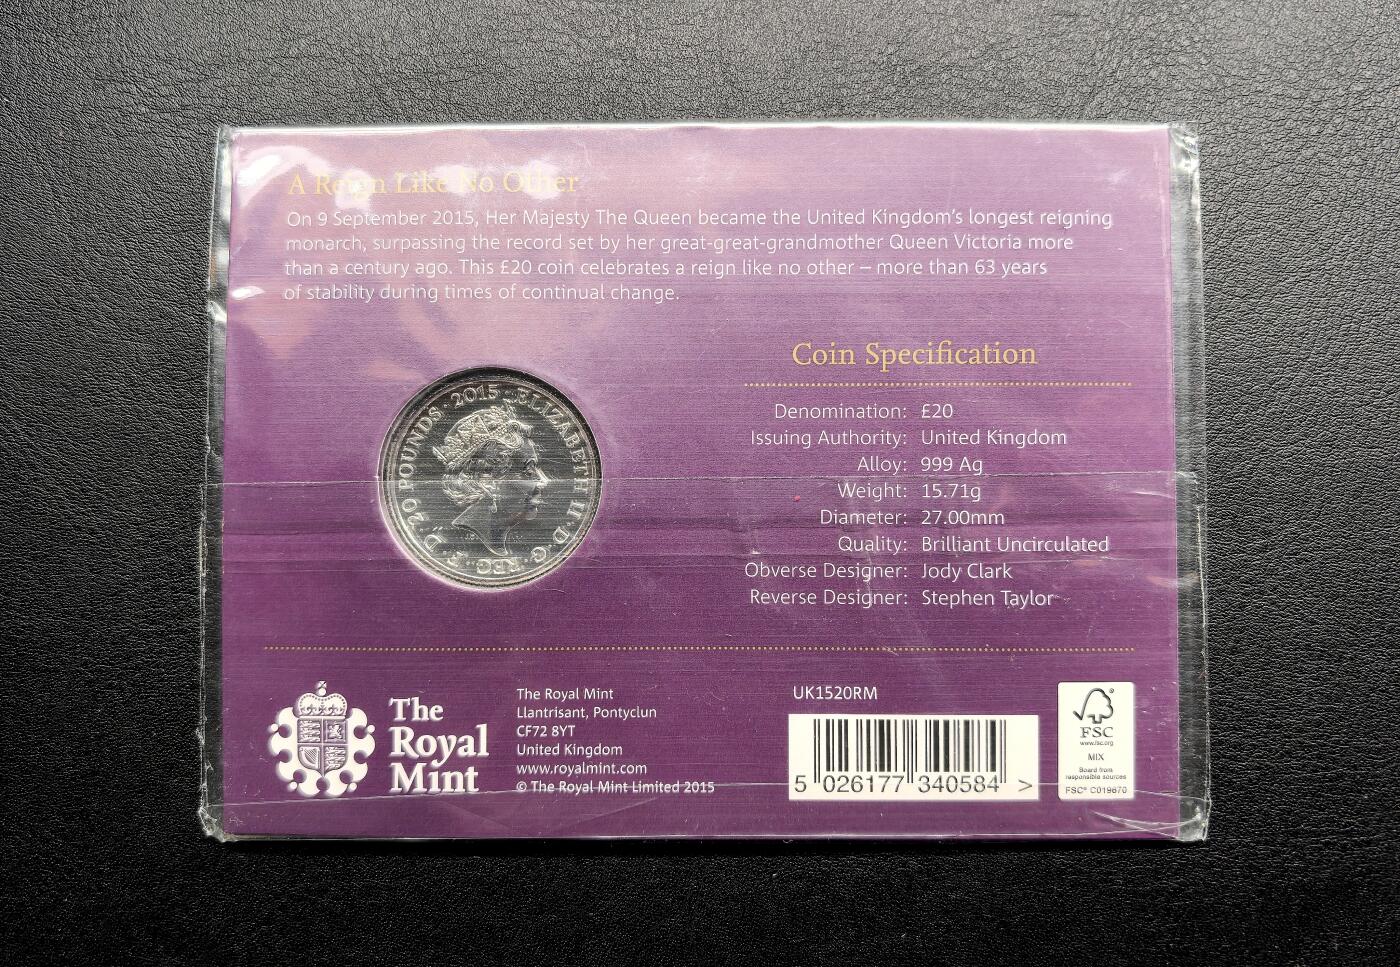 A Reign Like No Other
On 9 September 2015, Her Majesty The Queen became the United Kingdom's longest reigning
monarch, surpassing the record set by her great-great-grandmother Queen Victoria more
than a century ago. This £20 coin celebrates a reign like no other – more than 63 years
of stability during times of continual change.
20 POUNDS · 2015 · ELIZABETH II · D · G · REG · F · D
Coin Specification
Denomination: £20
Issuing Authority: United Kingdom
Alloy: 999 Ag
Weight: 15.71g
Diameter: 27.00mm
Quality: Brilliant Uncirculated
Obverse Designer: Jody Clark
Reverse Designer: Stephen Taylor
The
Royal
Mint
The Royal Mint
Llantrisant, Pontyclun
CF72 8YT
United Kingdom
www.royalmint.com
© The Royal Mint Limited 2015
UK1520RM
5 026177 340584 >
FSC
www.fsc.org
MIX
Board from
responsible sources
FSC® C019670